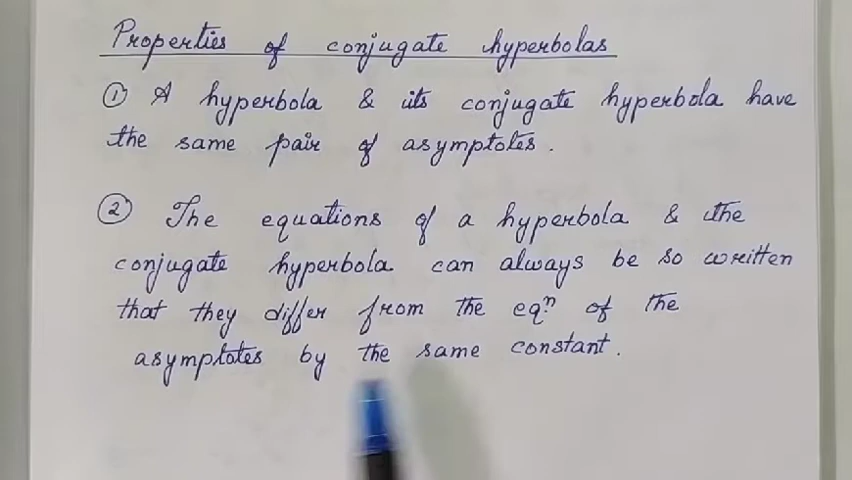 Properties of conjugate hyperbolas
① A hyperbola & its conjugate hyperbola have
the same pair of asymptotes.
② The equations of a hyperbola & the
conjugate hyperbola can always be so written
that they differ from the eqⁿ of the
asymptotes by the same constant.